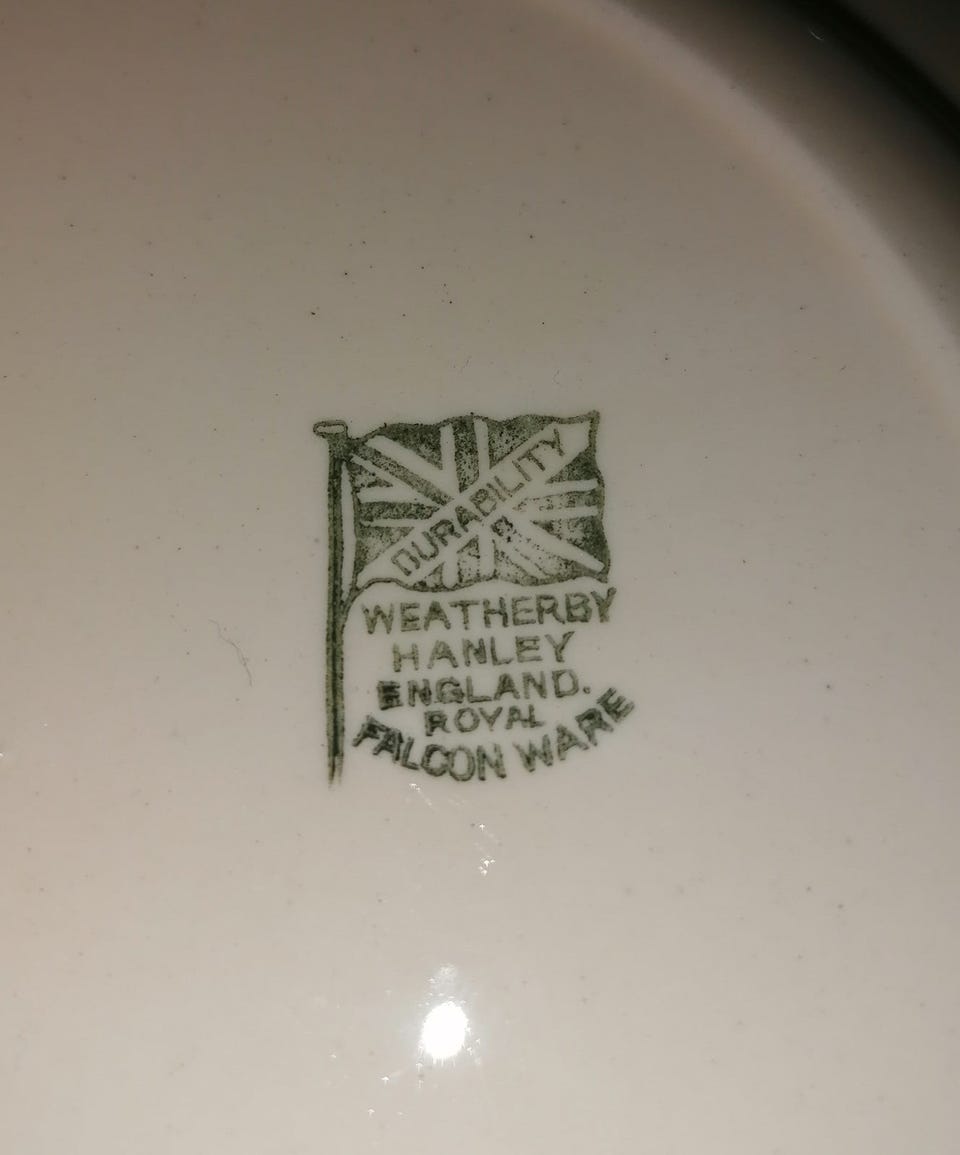 DURABILITY
WEATHERBY
HANLEY
ENGLAND.
ROYAL
FALCON WARE